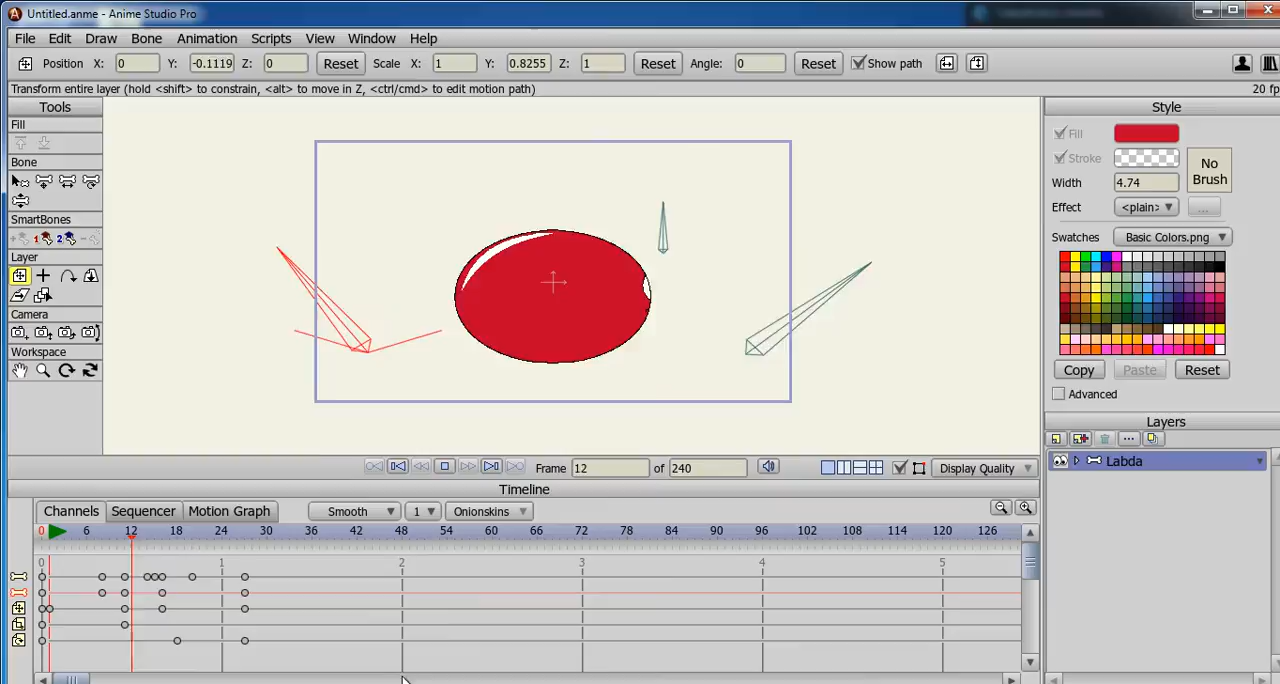 Untitled.anme - Anime Studio Pro
File Edit Draw Bone Animation Scripts View Window Help
Position X: 0 Y: -0.1119 Z: 0 Reset Scale X: 1 Y: 0.8255 Z: 1 Reset Angle: 0 Reset Show path
Transform entire layer (hold <shift> to constrain, <alt> to move in Z, <ctrl/cmd> to edit motion path)
20 fp
Tools
Fill
Bone
SmartBones
Layer
Camera
Workspace
Style
Fill
Stroke
No Brush
Width 4.74
Effect <plain> ...
Swatches Basic Colors.png
Copy Paste Reset
Advanced
Layers
Labda
Frame 12 of 240 Display Quality
Timeline
Channels Sequencer Motion Graph Smooth 1 Onionskins
0 6 12 18 24 30 36 42 48 54 60 66 72 78 84 90 96 102 108 114 120 126
0 1 2 3 4 5